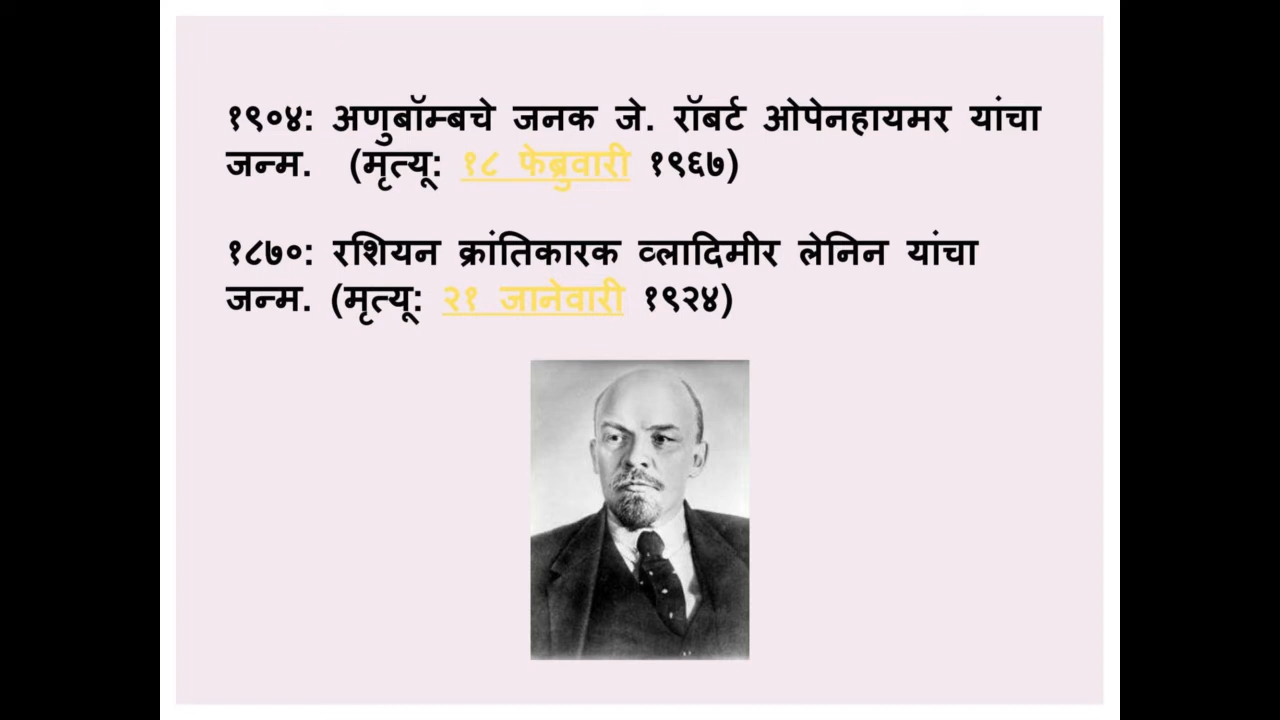 १९०४: अणुबॉम्बचे जनक जे. रॉबर्ट ओपेनहायमर यांचा
जन्म. (मृत्यू: १८ फेब्रुवारी १९६७)
१८७०: रशियन क्रांतिकारक व्लादिमीर लेनिन यांचा
जन्म. (मृत्यू: २१ जानेवारी १९२४)